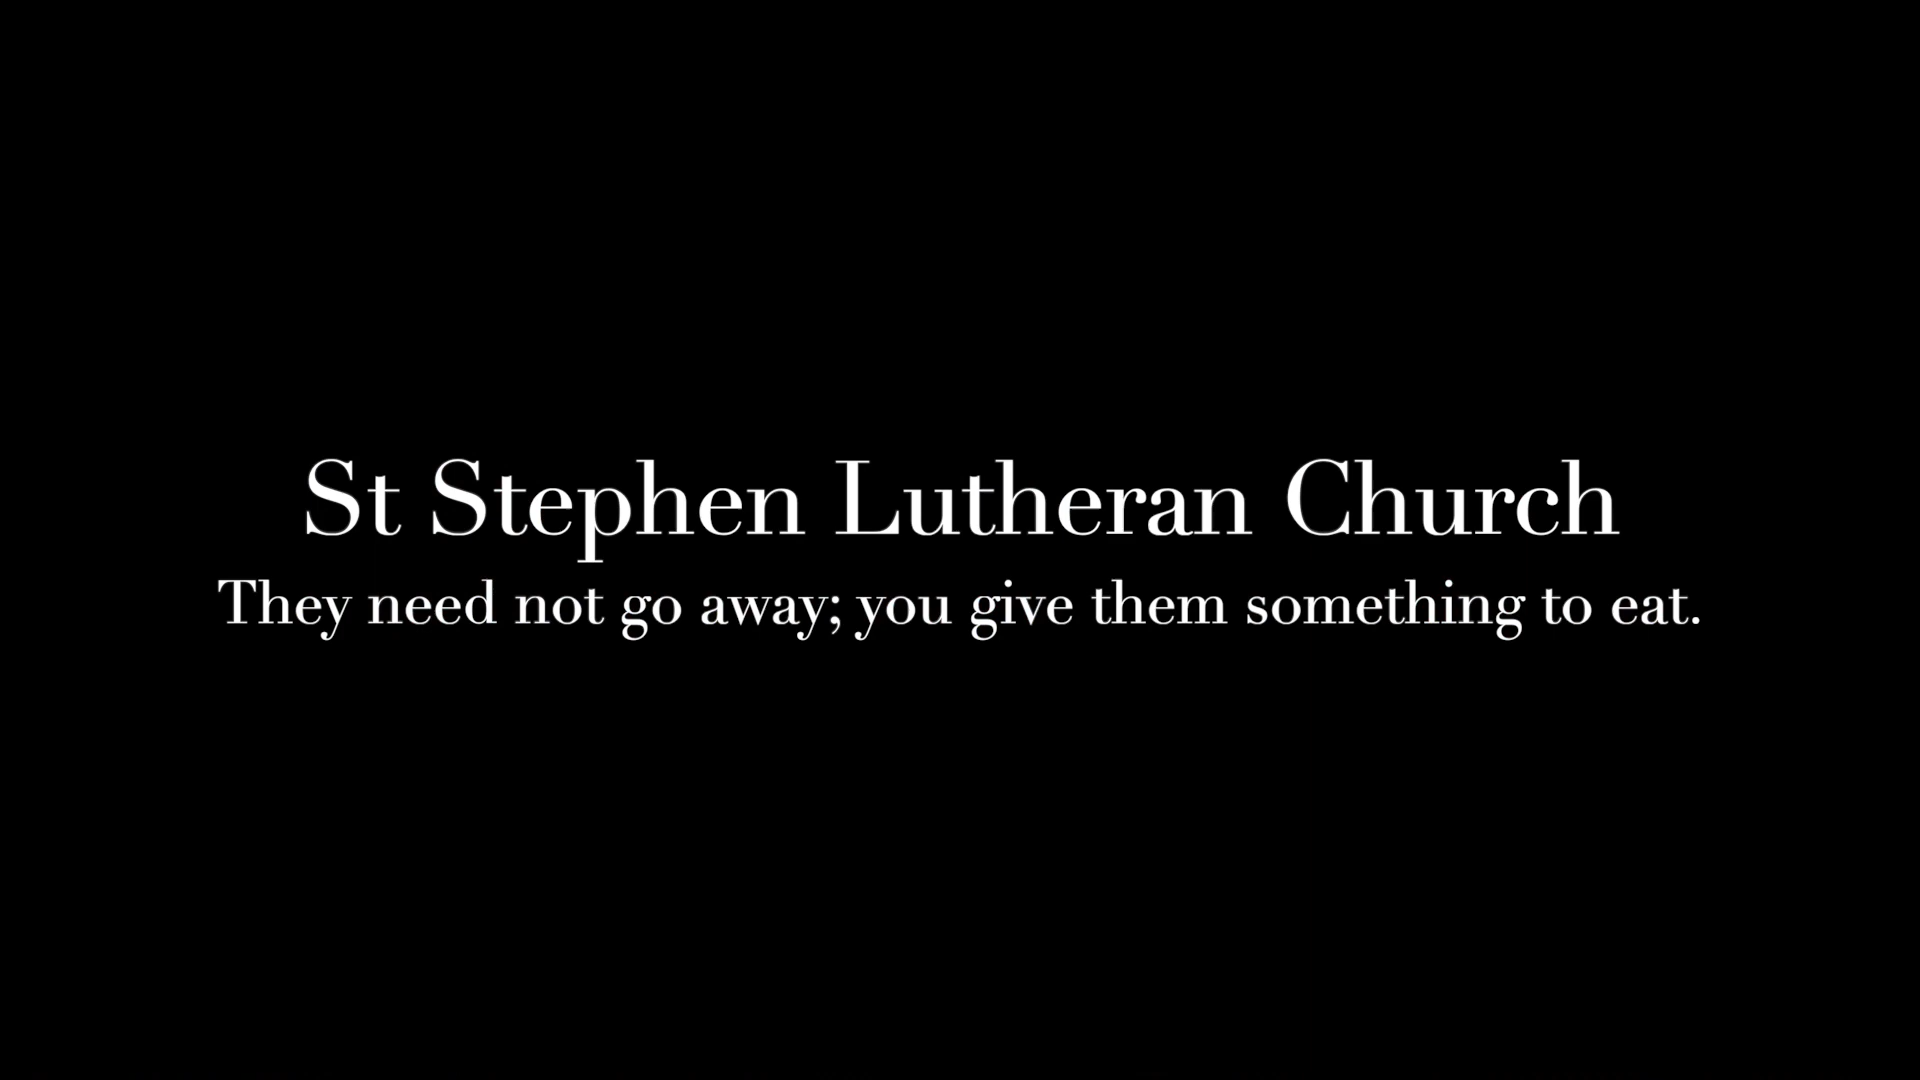 St Stephen Lutheran Church
They need not go away; you give them something to eat.